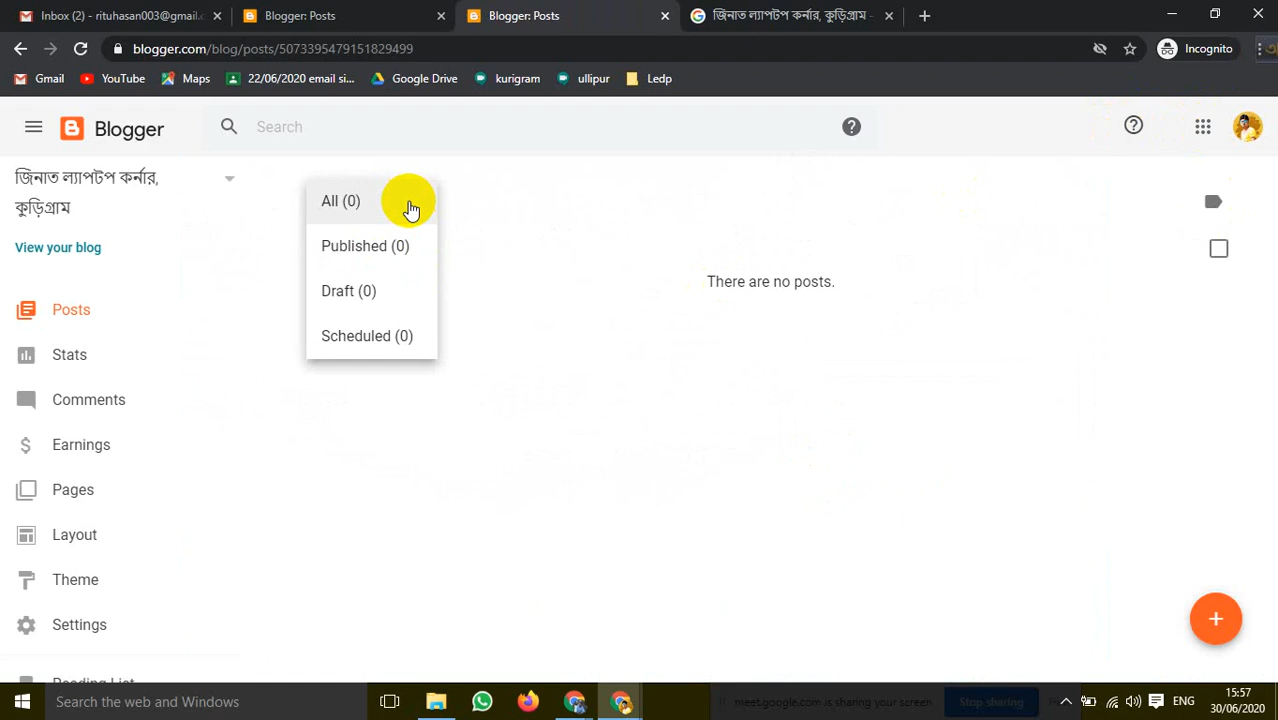 Inbox (2) - rituhasan003@gmail.c
Blogger: Posts
Blogger: Posts
জিনাত ল্যাপটপ কর্নার, কুড়িগ্রাম -
blogger.com/blog/posts/5073395479151829499
Incognito
Gmail
YouTube
Maps
22/06/2020 email si...
Google Drive
kurigram
ullipur
Ledp
Blogger
Search
জিনাত ল্যাপটপ কর্নার,
কুড়িগ্রাম
View your blog
All (0)
Published (0)
Draft (0)
Scheduled (0)
There are no posts.
Posts
Stats
Comments
Earnings
Pages
Layout
Theme
Settings
Reading List
Search the web and Windows
meet.google.com is sharing your screen
Stop sharing
ENG
15:57
30/06/2020